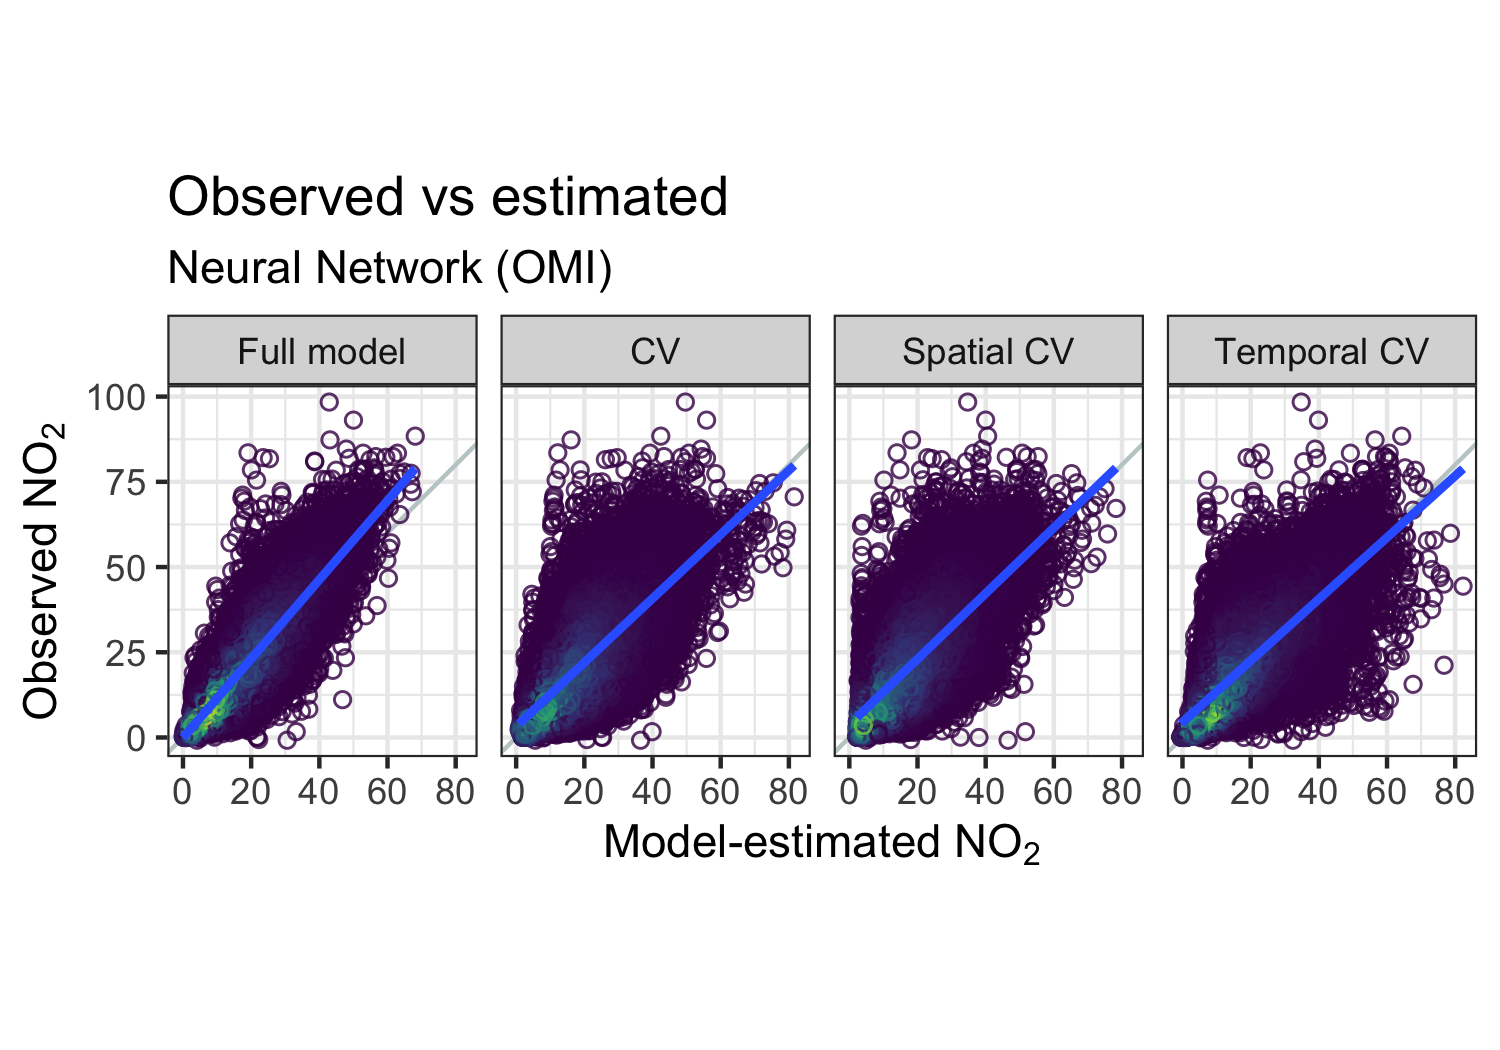 Observed vs estimated
Neural Network (OMI)
Full model CV Spatial CV Temporal CV
Observed NO₂
100
75
50
25
0
0 20 40 60 80 0 20 40 60 80 0 20 40 60 80 0 20 40 60 80
Model-estimated NO₂